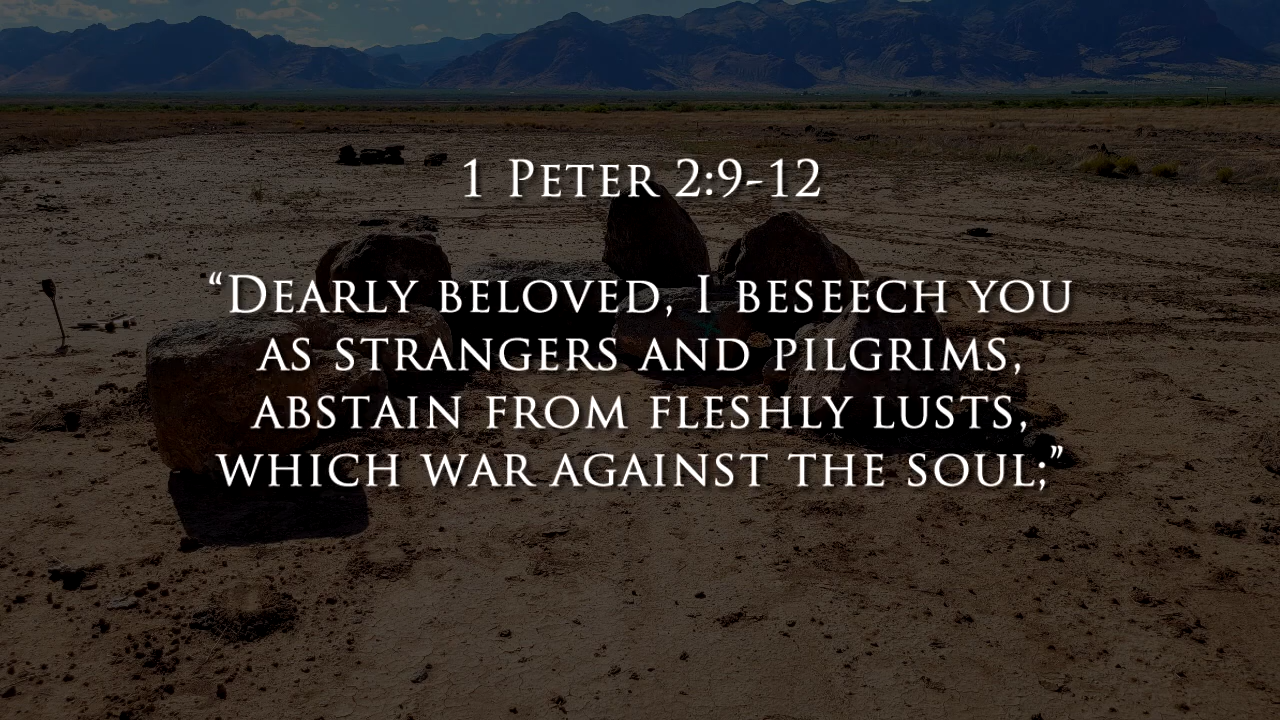 1 Peter 2:9-12
“Dearly beloved, I beseech you
as strangers and pilgrims,
abstain from fleshly lusts,
which war against the soul;”